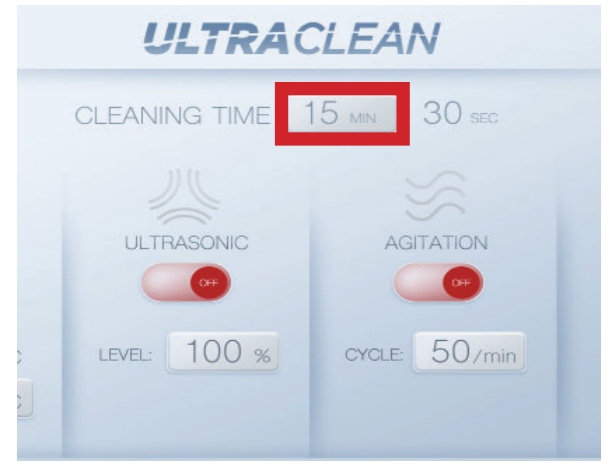 ULTRACLEAN
CLEANING TIME 15 MIN 30 SEC
ULTRASONIC AGITATION
OFF OFF
LEVEL: 100 % CYCLE: 50/min
C